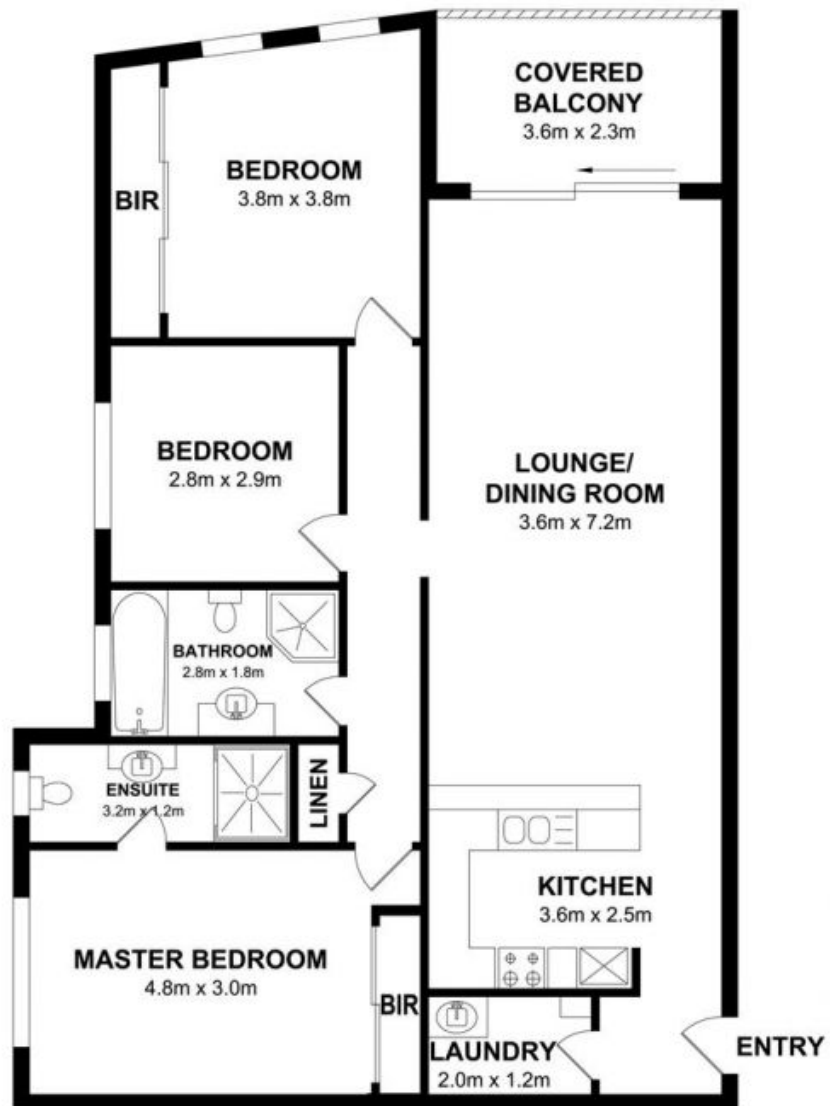 COVERED
BALCONY
3.6m x 2.3m
BEDROOM
3.8m x 3.8m
BIR
BEDROOM
2.8m x 2.9m
LOUNGE/
DINING ROOM
3.6m x 7.2m
BATHROOM
2.8m x 1.8m
ENSUITE
3.2m x 1.2m
LINEN
KITCHEN
3.6m x 2.5m
MASTER BEDROOM
4.8m x 3.0m
BIR
LAUNDRY
2.0m x 1.2m
ENTRY